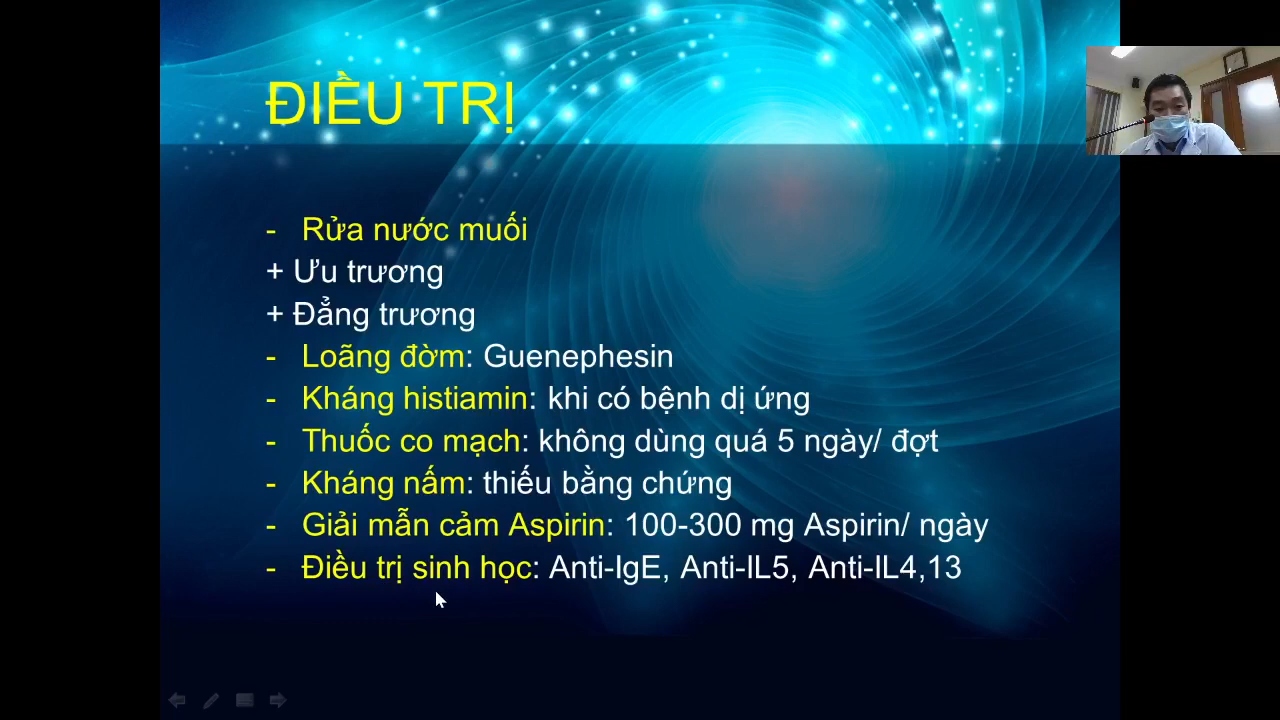 ĐIỀU TRỊ
- Rửa nước muối
+ Ưu trương
+ Đẳng trương
- Loãng đờm: Guenephesin
- Kháng histiamin: khi có bệnh dị ứng
- Thuốc co mạch: không dùng quá 5 ngày/ đợt
- Kháng nấm: thiếu bằng chứng
- Giải mẫn cảm Aspirin: 100-300 mg Aspirin/ ngày
- Điều trị sinh học: Anti-IgE, Anti-IL5, Anti-IL4,13